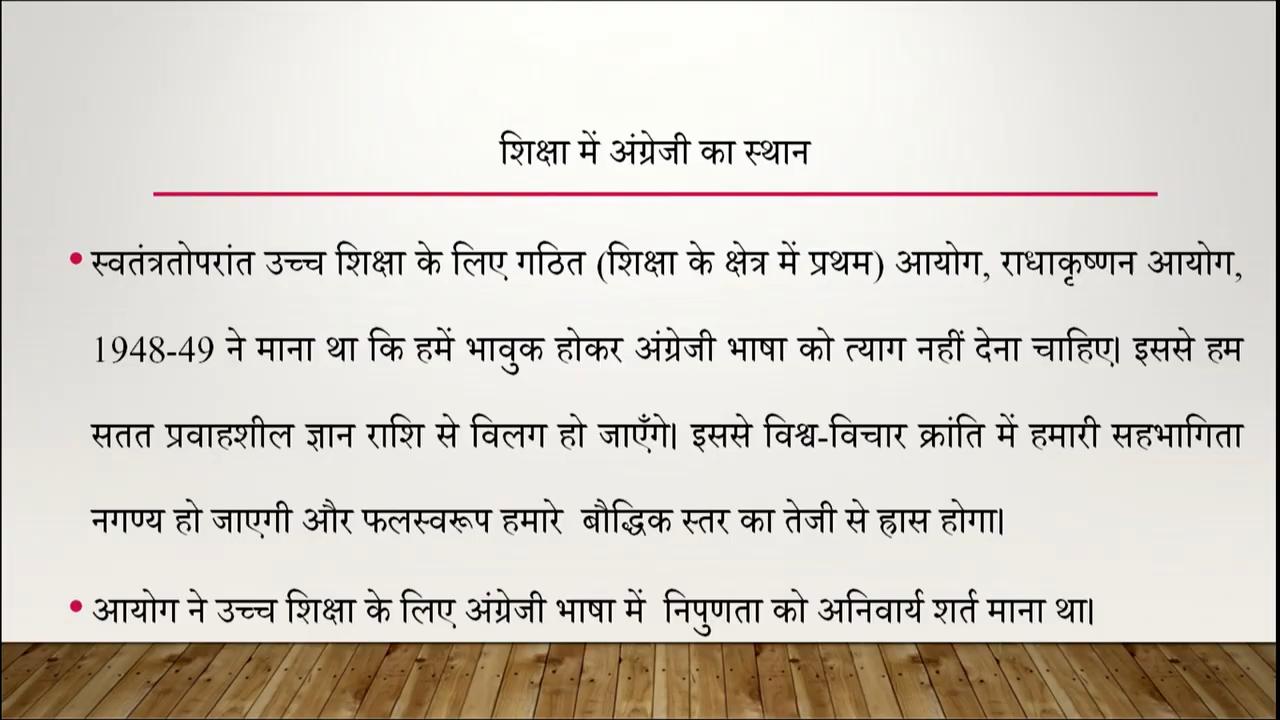 शिक्षा में अंग्रेजी का स्थान
• स्वतंत्रतोपरांत उच्च शिक्षा के लिए गठित (शिक्षा के क्षेत्र में प्रथम) आयोग, राधाकृष्णन आयोग,
1948-49 ने माना था कि हमें भावुक होकर अंग्रेजी भाषा को त्याग नहीं देना चाहिए। इससे हम
सतत प्रवाहशील ज्ञान राशि से विलग हो जाएँगे। इससे विश्व-विचार क्रांति में हमारी सहभागिता
नगण्य हो जाएगी और फलस्वरूप हमारे बौद्धिक स्तर का तेजी से ह्रास होगा।
• आयोग ने उच्च शिक्षा के लिए अंग्रेजी भाषा में निपुणता को अनिवार्य शर्त माना था।